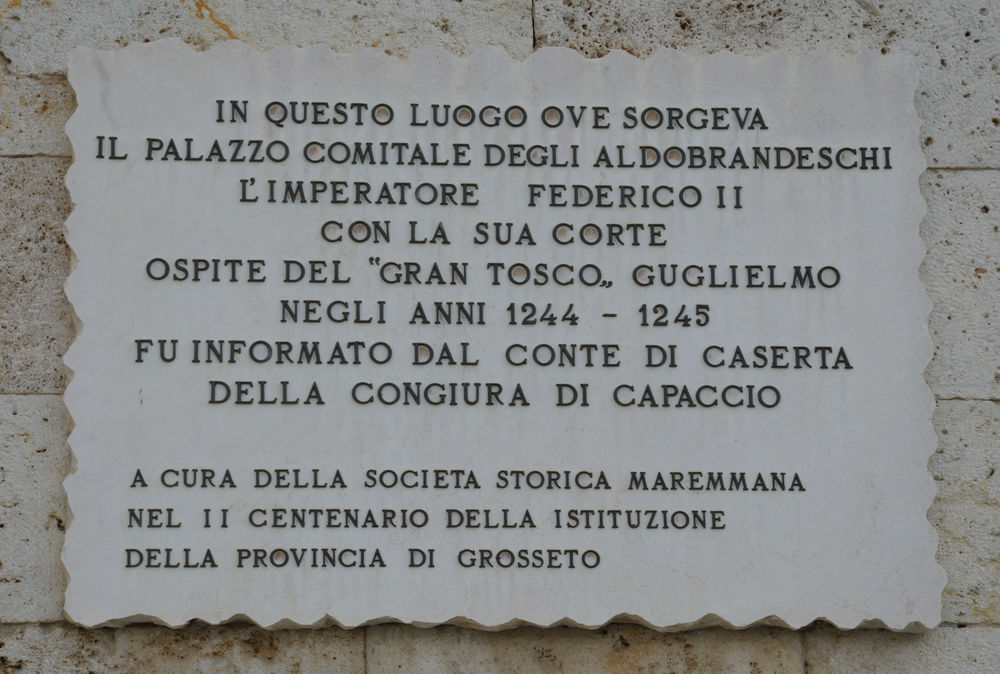 IN QUESTO LUOGO OVE SORGEVA
IL PALAZZO COMITALE DEGLI ALDOBRANDESCHI
L'IMPERATORE FEDERICO II
CON LA SUA CORTE
OSPITE DEL "GRAN TOSCO„ GUGLIELMO
NEGLI ANNI 1244 - 1245
FU INFORMATO DAL CONTE DI CASERTA
DELLA CONGIURA DI CAPACCIO
A CURA DELLA SOCIETA STORICA MAREMMANA
NEL II CENTENARIO DELLA ISTITUZIONE
DELLA PROVINCIA DI GROSSETO